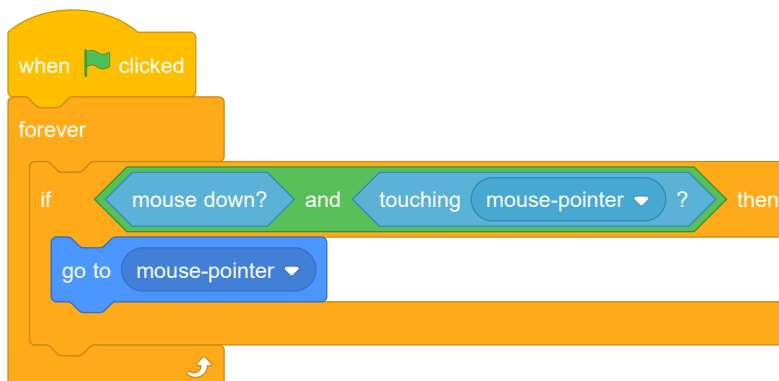 when clicked
forever
if mouse down? and touching mouse-pointer ? then
go to mouse-pointer